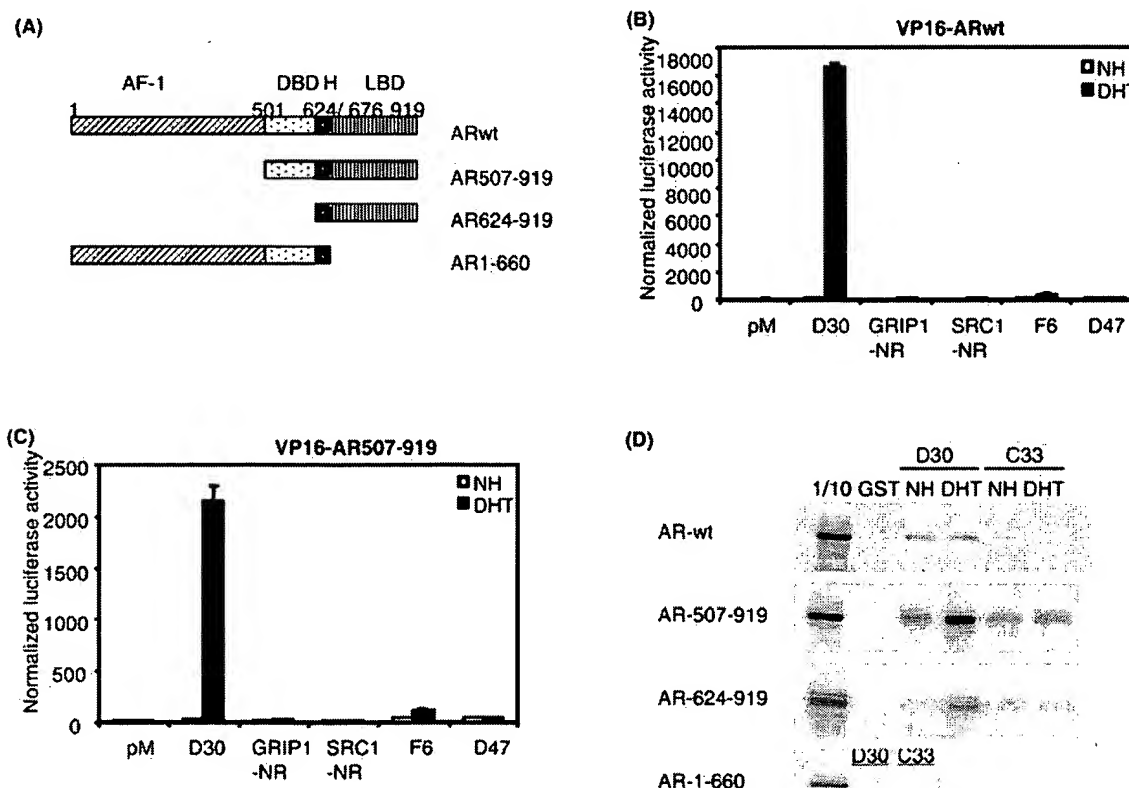 (A)
AF-1 DBD H LBD
1 501 624/ 676 919
ARwt
AR507-919
AR624-919
AR1-660
(B)
VP16-ARwt
Normalized luciferase activity
18000
16000
14000
12000
10000
8000
6000
4000
2000
0
NH
DHT
pM D30 GRIP1 SRC1 F6 D47
-NR -NR
(C)
VP16-AR507-919
Normalized luciferase activity
2500
2000
1500
1000
500
0
NH
DHT
pM D30 GRIP1 SRC1 F6 D47
-NR -NR
(D)
D30 C33
1/10 GST NH DHT NH DHT
AR-wt
AR-507-919
AR-624-919
D30 C33
AR-1-660